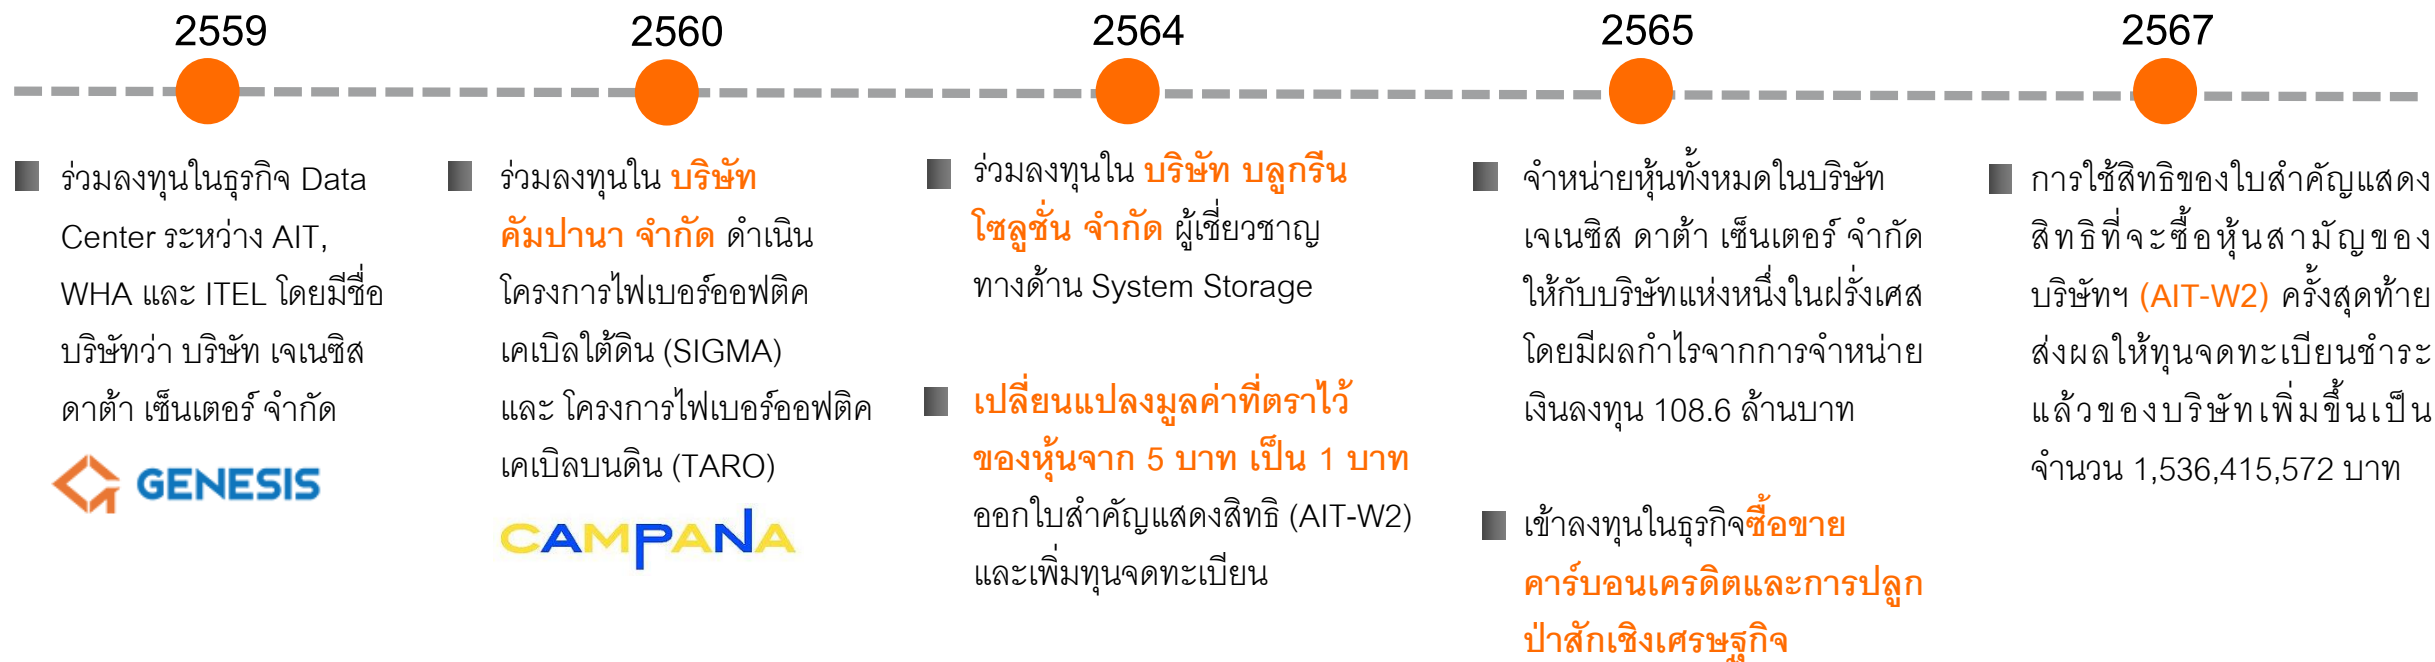 2559
ร่วมลงทุนในธุรกิจ Data
Center ระหว่าง AIT,
WHA และ ITEL โดยมีชื่อ
บริษัทว่า บริษัท เจเนซิส
ดาต้า เซ็นเตอร์ จำกัด
GENESIS
2560
ร่วมลงทุนใน บริษัท
คัมปานา จำกัด ดำเนิน
โครงการไฟเบอร์ออฟติค
เคเบิลใต้ดิน (SIGMA)
และ โครงการไฟเบอร์ออฟติค
เคเบิลบนดิน (TARO)
CAMPANA
2564
ร่วมลงทุนใน บริษัท บลูกรีน
โซลูชั่น จำกัด ผู้เชี่ยวชาญ
ทางด้าน System Storage
เปลี่ยนแปลงมูลค่าที่ตราไว้
ของหุ้นจาก 5 บาท เป็น 1 บาท
ออกใบสำคัญแสดงสิทธิ (AIT-W2)
และเพิ่มทุนจดทะเบียน
2565
จำหน่ายหุ้นทั้งหมดในบริษัท
เจเนซิส ดาต้า เซ็นเตอร์ จำกัด
ให้กับบริษัทแห่งหนึ่งในฝรั่งเศส
โดยมีผลกำไรจากการจำหน่าย
เงินลงทุน 108.6 ล้านบาท
เข้าลงทุนในธุรกิจซื้อขาย
คาร์บอนเครดิตและการปลูก
ป่าสักเชิงเศรษฐกิจ
2567
การใช้สิทธิของใบสำคัญแสดง
สิทธิที่จะซื้อหุ้นสามัญของ
บริษัทฯ (AIT-W2) ครั้งสุดท้าย
ส่งผลให้ทุนจดทะเบียนชำระ
แล้วของบริษัทเพิ่มขึ้นเป็น
จำนวน 1,536,415,572 บาท